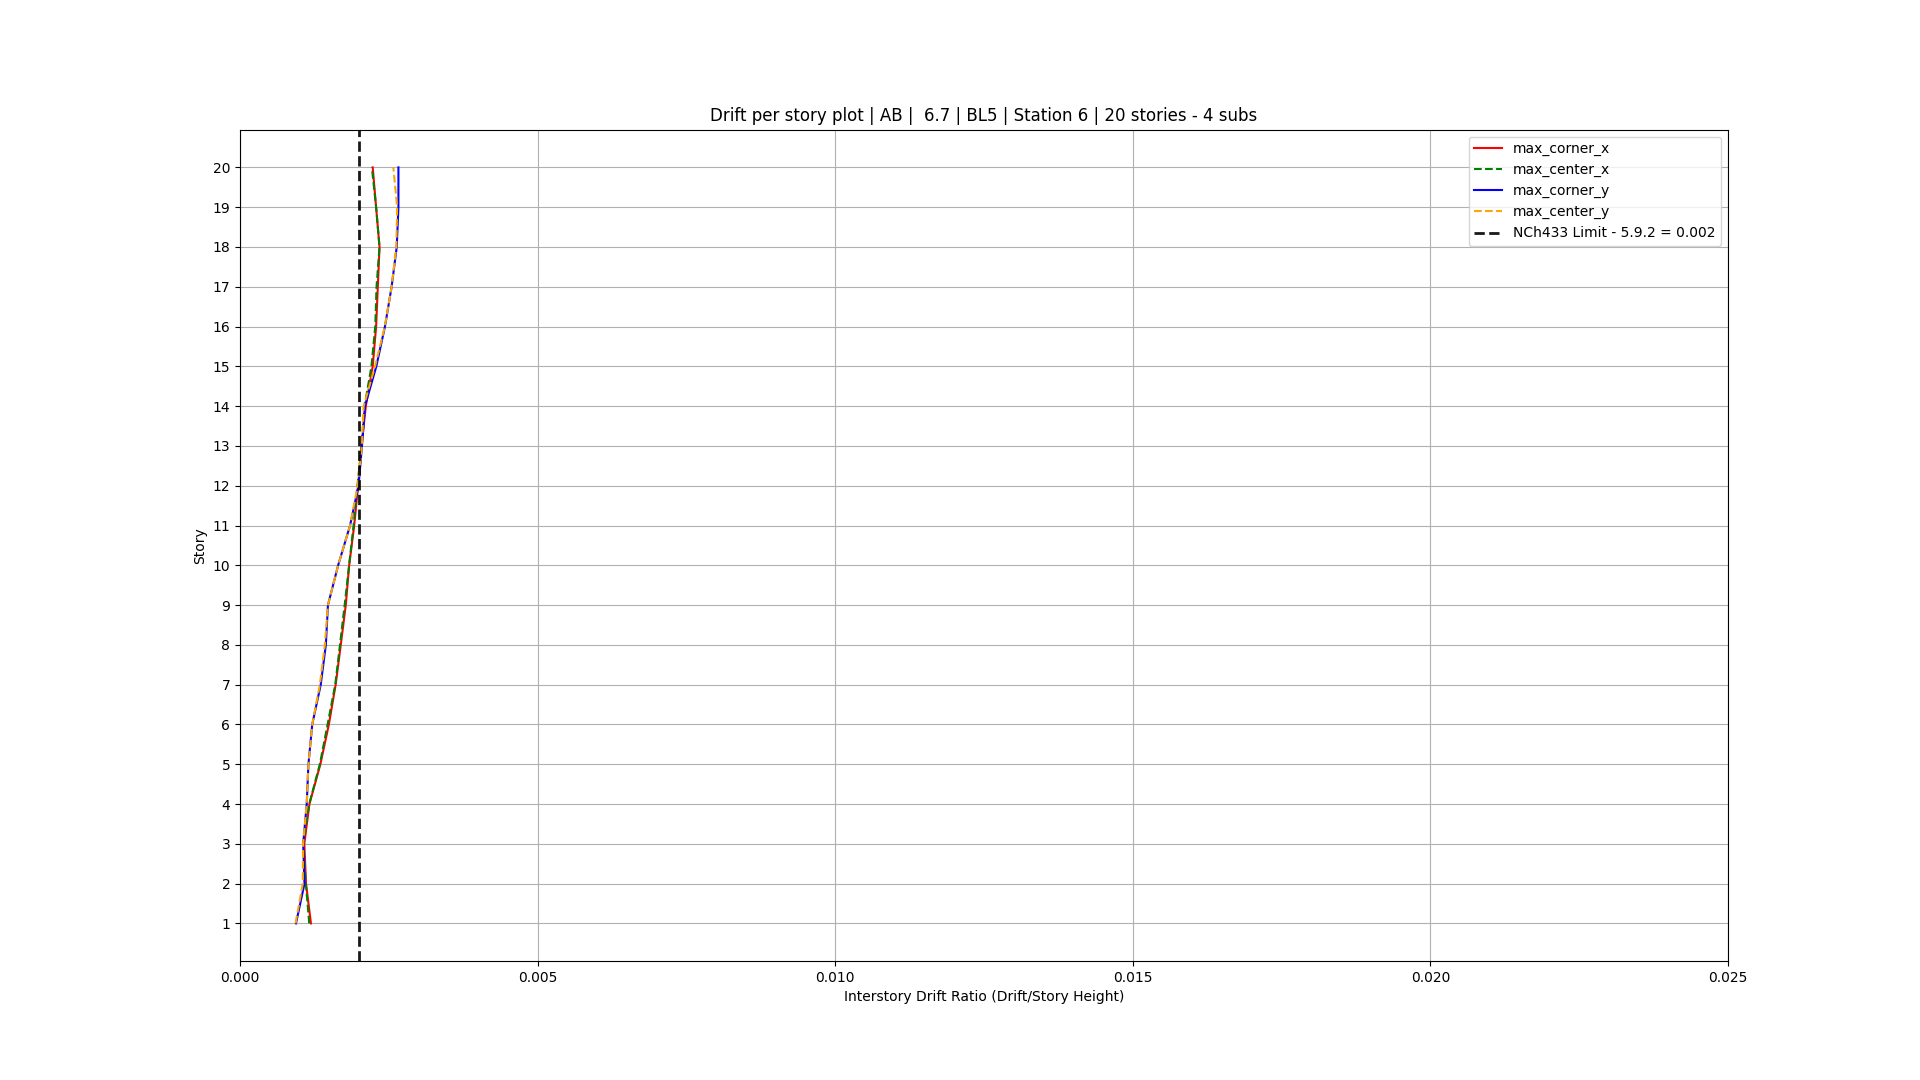 Drift per story plot | AB |  6.7 | BL5 | Station 6 | 20 stories - 4 subs
max_corner_x
max_center_x
max_corner_y
max_center_y
NCh433 Limit - 5.9.2 = 0.002
Story
20
19
18
17
16
15
14
13
12
11
10
9
8
7
6
5
4
3
2
1
0.000 0.005 0.010 0.015 0.020 0.025
Interstory Drift Ratio (Drift/Story Height)